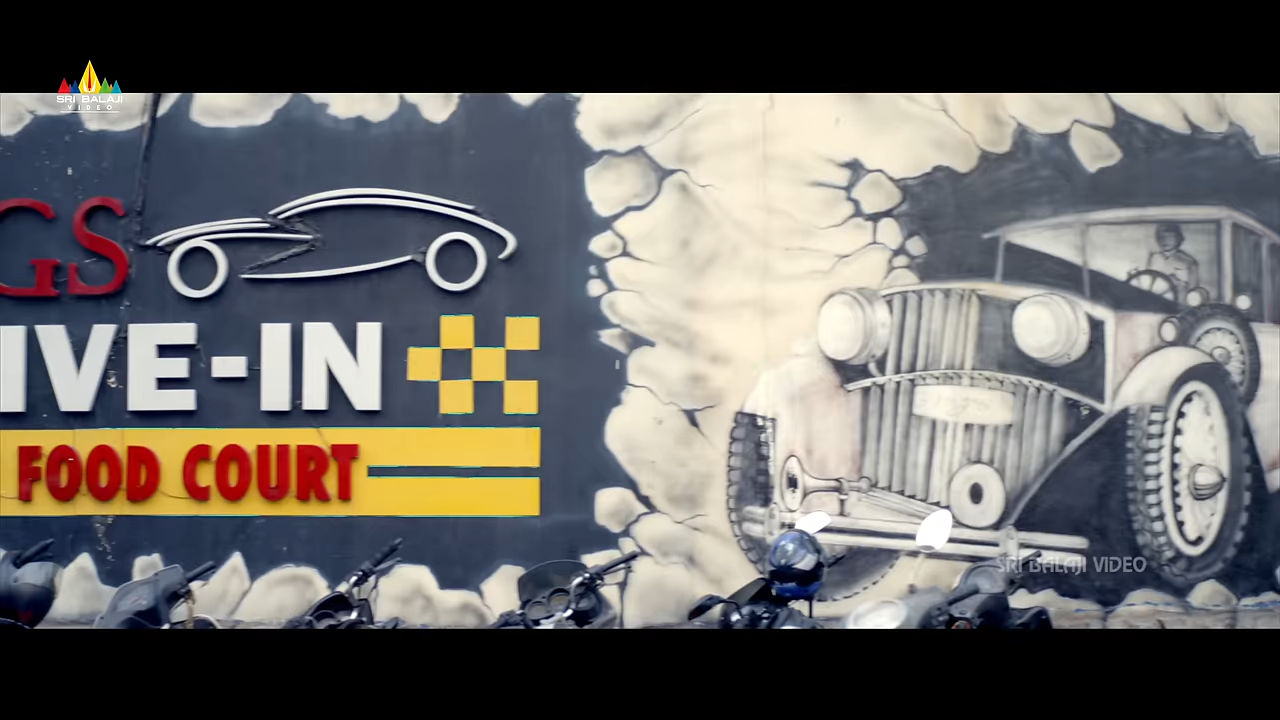 SRI BALAJI
VIDEO
GS
IVE-IN
FOOD COURT
SRI BALAJI VIDEO